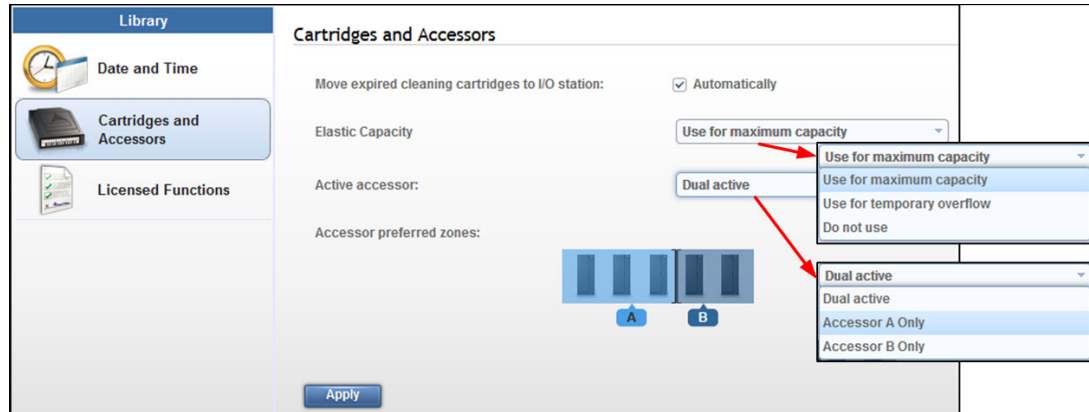 Library
Date and Time
Cartridges and
Accessors
Licensed Functions
Cartridges and Accessors
Move expired cleaning cartridges to I/O station:
Automatically
Elastic Capacity
Use for maximum capacity
Active accessor:
Dual active
Accessor preferred zones:
A
B
Apply
Use for maximum capacity
Use for maximum capacity
Use for temporary overflow
Do not use
Dual active
Dual active
Accessor A Only
Accessor B Only